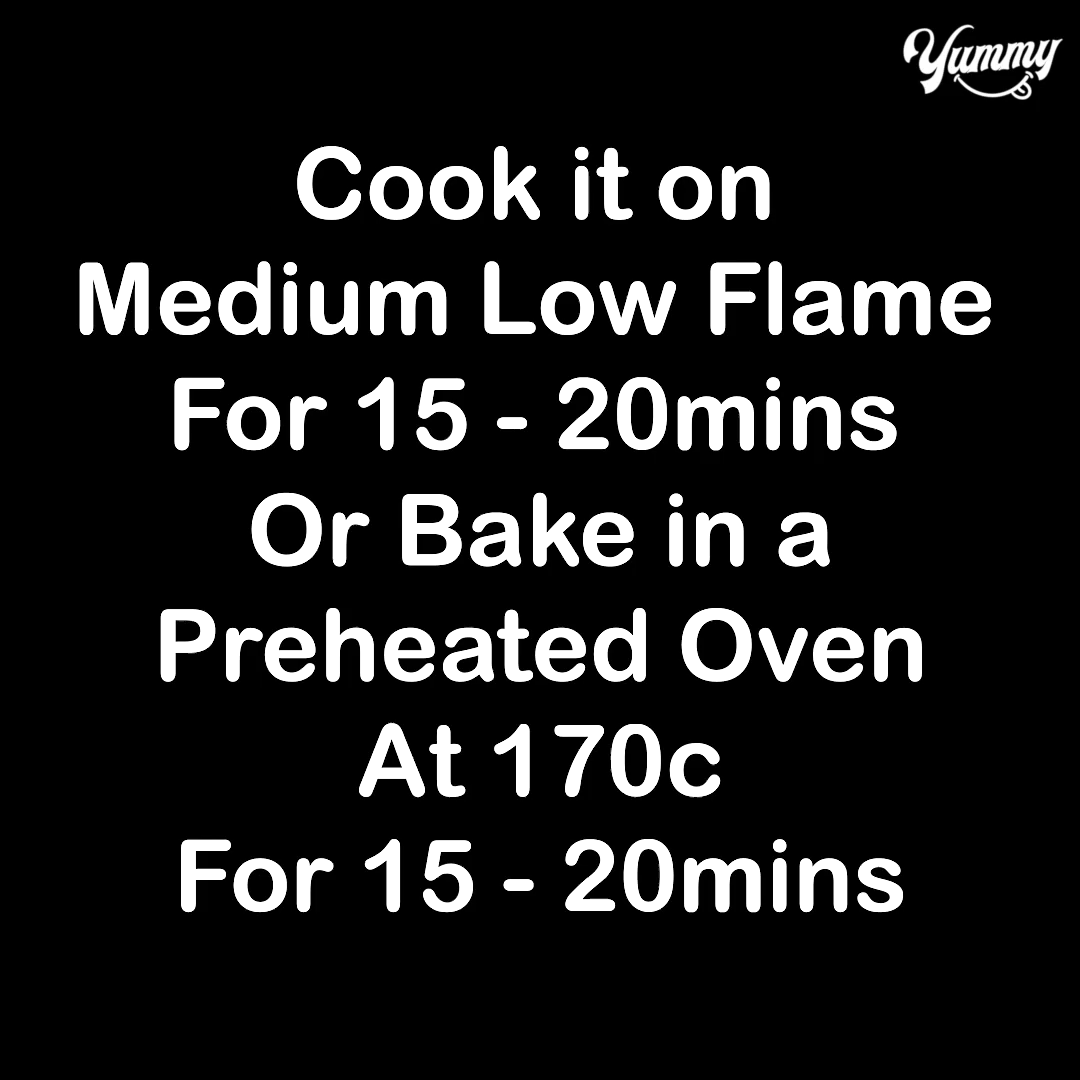 Yummy
Cook it on
Medium Low Flame
For 15 - 20mins
Or Bake in a
Preheated Oven
At 170c
For 15 - 20mins